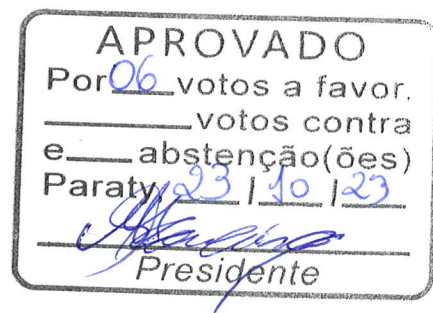 APROVADO
Por 06 votos a favor.
votos contra
e abstenção(ões)
Paraty, 23 / 10 / 23
Presidente